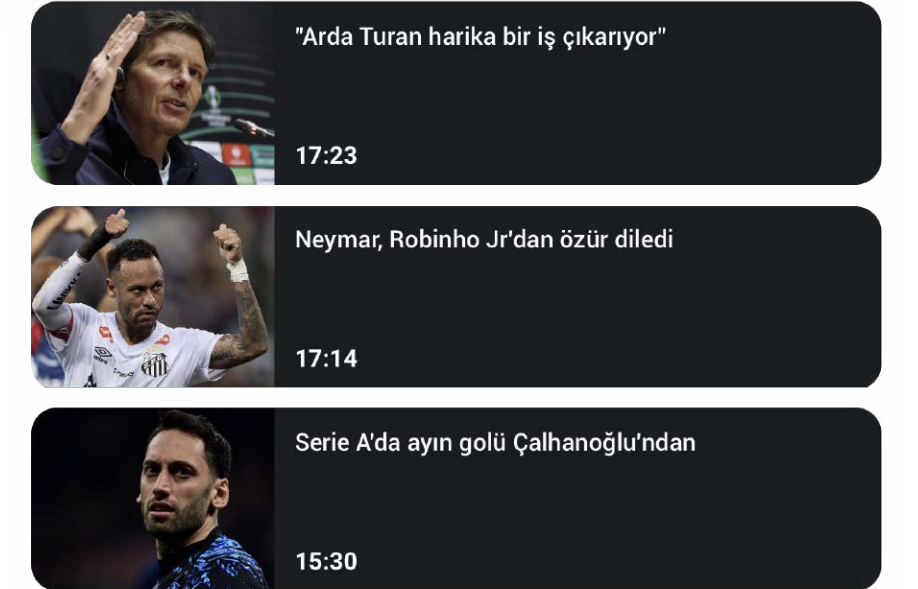 "Arda Turan harika bir iş çıkarıyor"
17:23
Neymar, Robinho Jr'dan özür diledi
17:14
Serie A'da ayın golü Çalhanoğlu'ndan
15:30